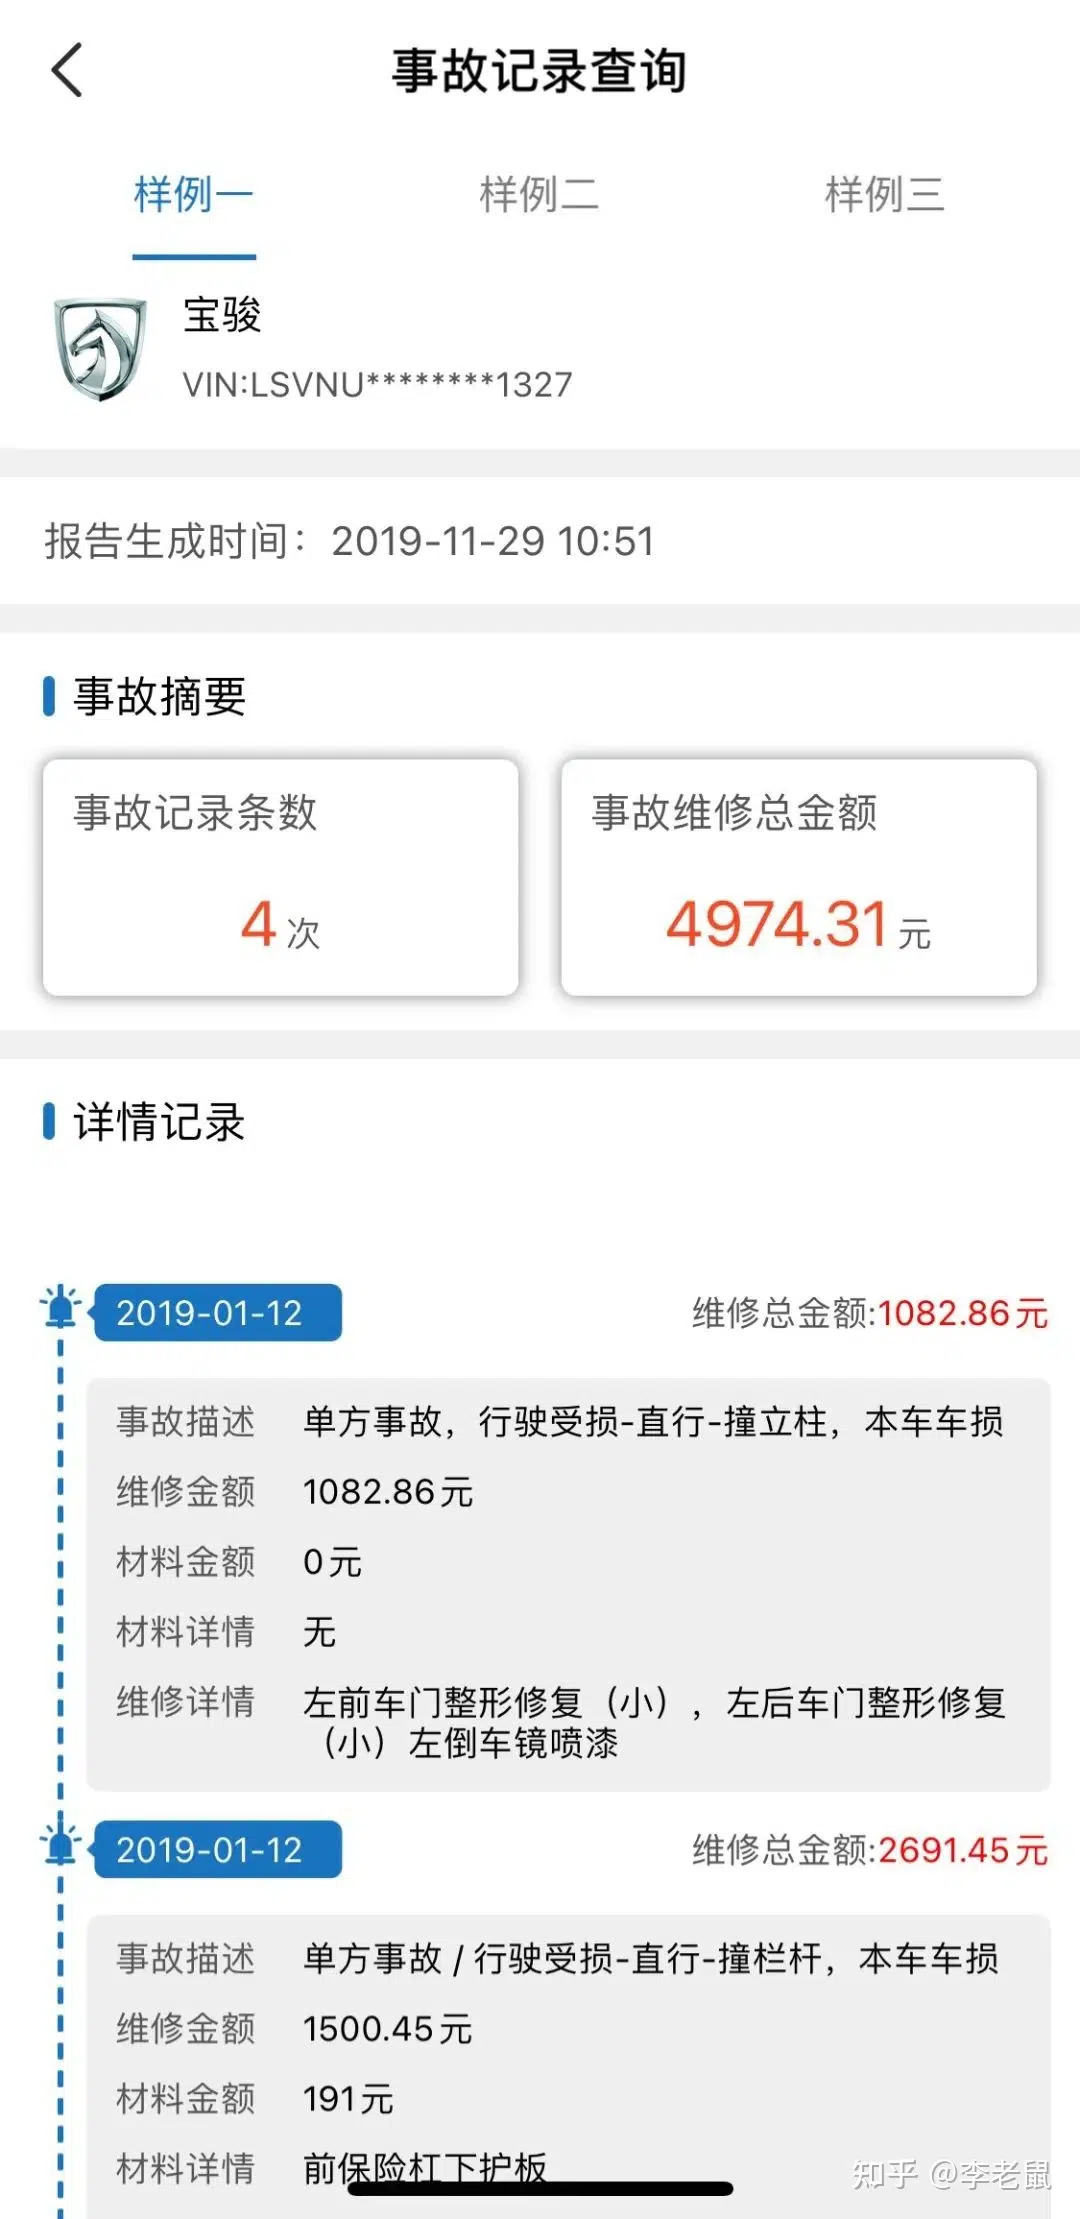 事故记录查询
样例一 样例二 样例三
宝骏
VIN:LSVNU********1327
报告生成时间：2019-11-29 10:51
事故摘要
事故记录条数 事故维修总金额
4次 4974.31元
详情记录
2019-01-12 维修总金额:1082.86元
事故描述 单方事故，行驶受损-直行-撞立柱，本车车损
维修金额 1082.86元
材料金额 0元
材料详情 无
维修详情 左前车门整形修复（小），左后车门整形修复
（小）左倒车镜喷漆
2019-01-12 维修总金额:2691.45元
事故描述 单方事故 / 行驶受损-直行-撞栏杆，本车车损
维修金额 1500.45元
材料金额 191元
材料详情 前保险杠下护板
知乎 @李老鼠